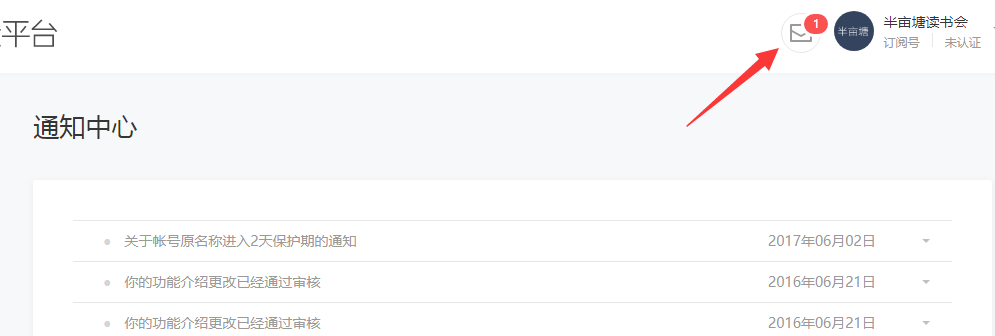 平台
1
半亩塘
半亩塘读书会
订阅号 未认证
通知中心
关于帐号原名称进入2天保护期的通知 2017年06月02日
你的功能介绍更改已经通过审核 2016年06月21日
你的功能介绍更改已经通过审核 2016年06月21日